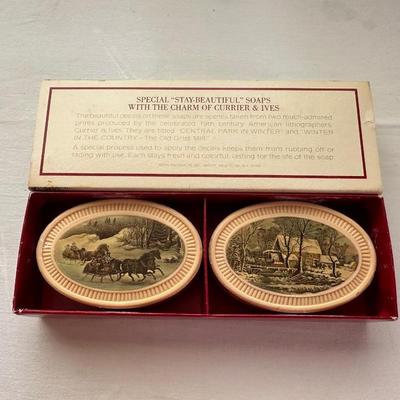 SPECIAL "STAY-BEAUTIFUL" SOAPS
WITH THE CHARM OF CURRIER & IVES
The beautiful decals on these soaps are scenes taken from two much-admired
prints produced by the celebrated 19th century American lithographers,
Currier & Ives. They are titled "CENTRAL PARK IN WINTER" and "WINTER
IN THE COUNTRY — The Old Grist Mill."
A special process used to apply the decals keeps them from rubbing off or
fading with use. Each stays fresh and colorful, lasting for the life of the soap.